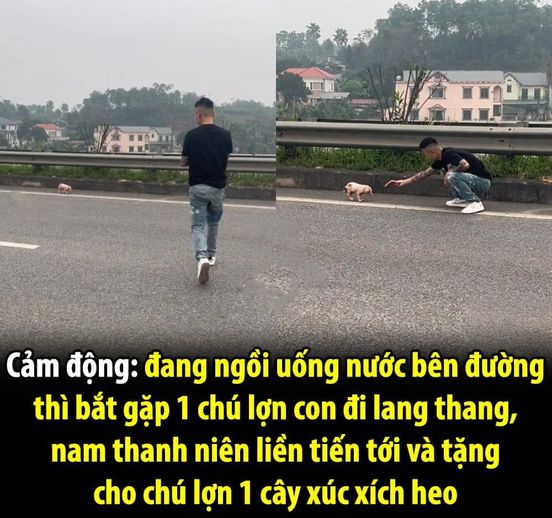 Cảm động: đang ngồi uống nước bên đường
thì bắt gặp 1 chú lợn con đi lang thang,
nam thanh niên liền tiến tới và tặng
cho chú lợn 1 cây xúc xích heo